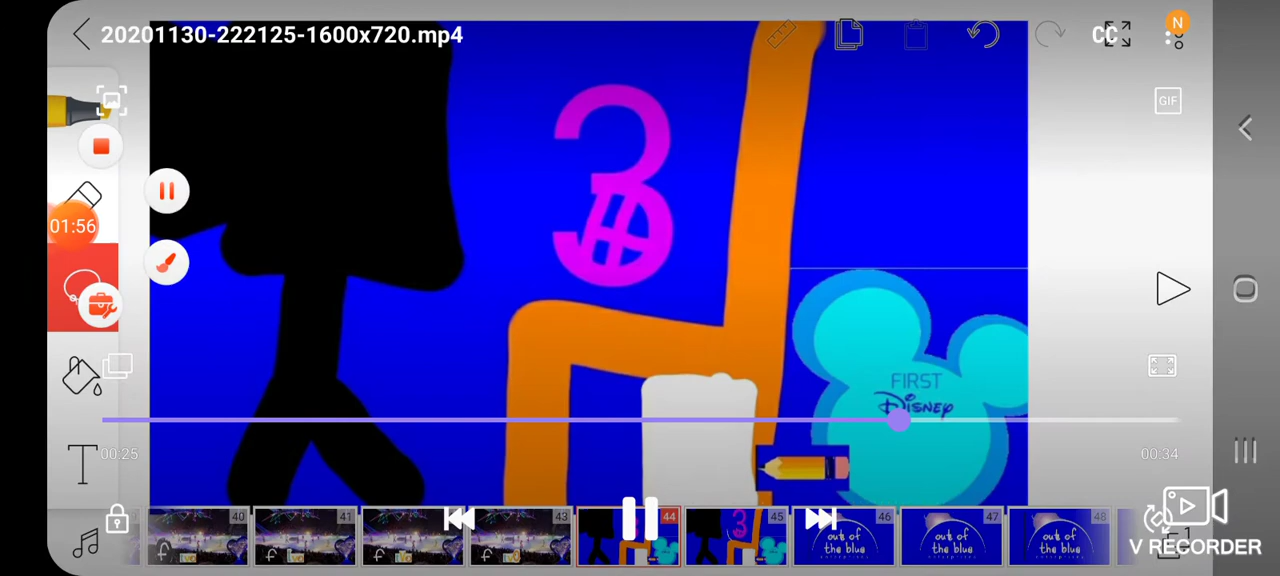 20201130-222125-1600x720.mp4
CC
N
GIF
01:56
3
FIRST
Disney
T
00:25
00:34
40
41
43
44
45
46
47
48
out of
the blue
out of
the blue
out of
the blue
V RECORDER